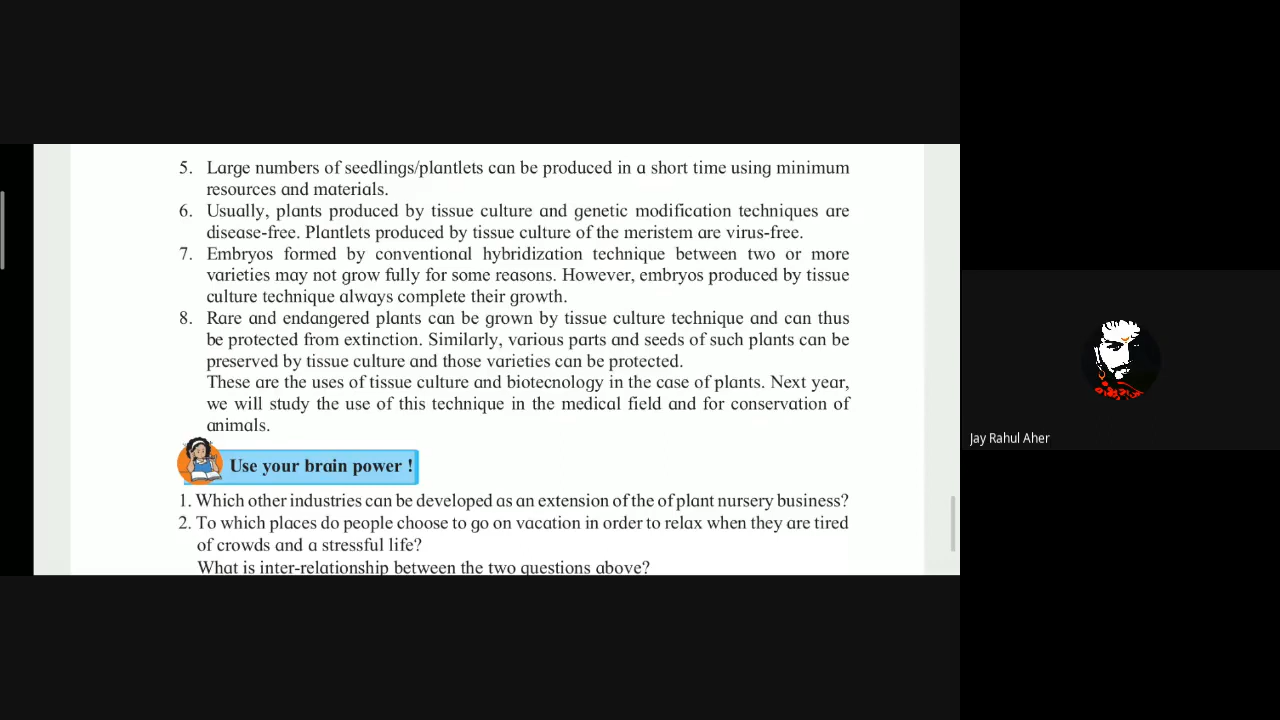 5. Large numbers of seedlings/plantlets can be produced in a short time using minimum
resources and materials.
6. Usually, plants produced by tissue culture and genetic modification techniques are
disease-free. Plantlets produced by tissue culture of the meristem are virus-free.
7. Embryos formed by conventional hybridization technique between two or more
varieties may not grow fully for some reasons. However, embryos produced by tissue
culture technique always complete their growth.
8. Rare and endangered plants can be grown by tissue culture technique and can thus
be protected from extinction. Similarly, various parts and seeds of such plants can be
preserved by tissue culture and those varieties can be protected.
These are the uses of tissue culture and biotecnology in the case of plants. Next year,
we will study the use of this technique in the medical field and for conservation of
animals.
Use your brain power !
1. Which other industries can be developed as an extension of the of plant nursery business?
2. To which places do people choose to go on vacation in order to relax when they are tired
of crowds and a stressful life?
What is inter-relationship between the two questions above?
Jay Rahul Aher